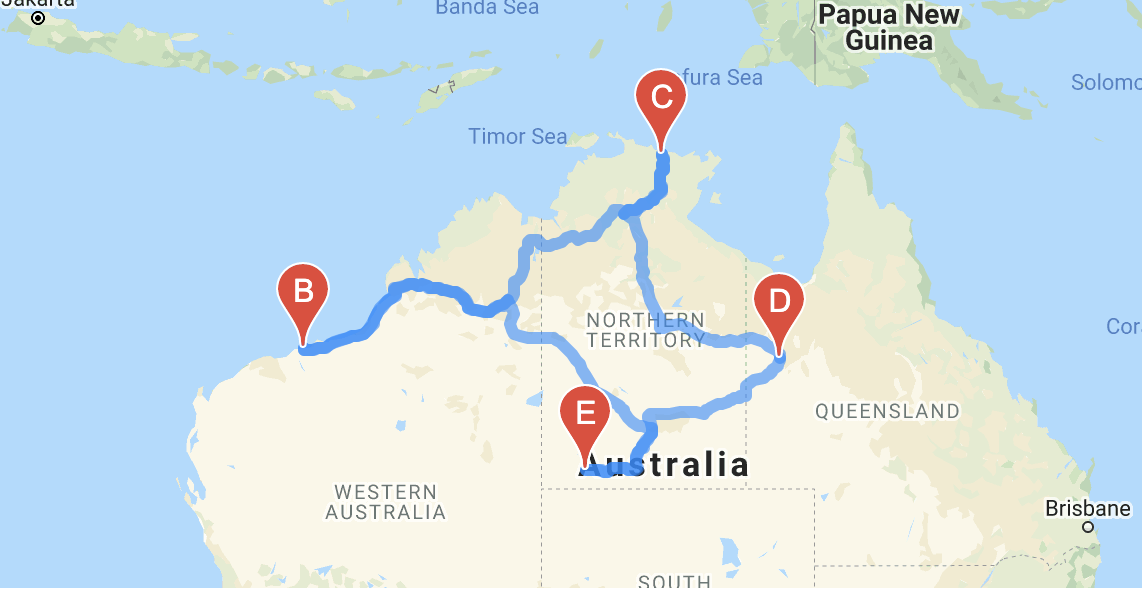 Jakarta
Banda Sea
Papua New
Guinea
fura Sea
Solomo
C
Timor Sea
B
D
Cor
NORTHERN
TERRITORY
E
QUEENSLAND
Australia
WESTERN
AUSTRALIA
Brisbane
SOUTH